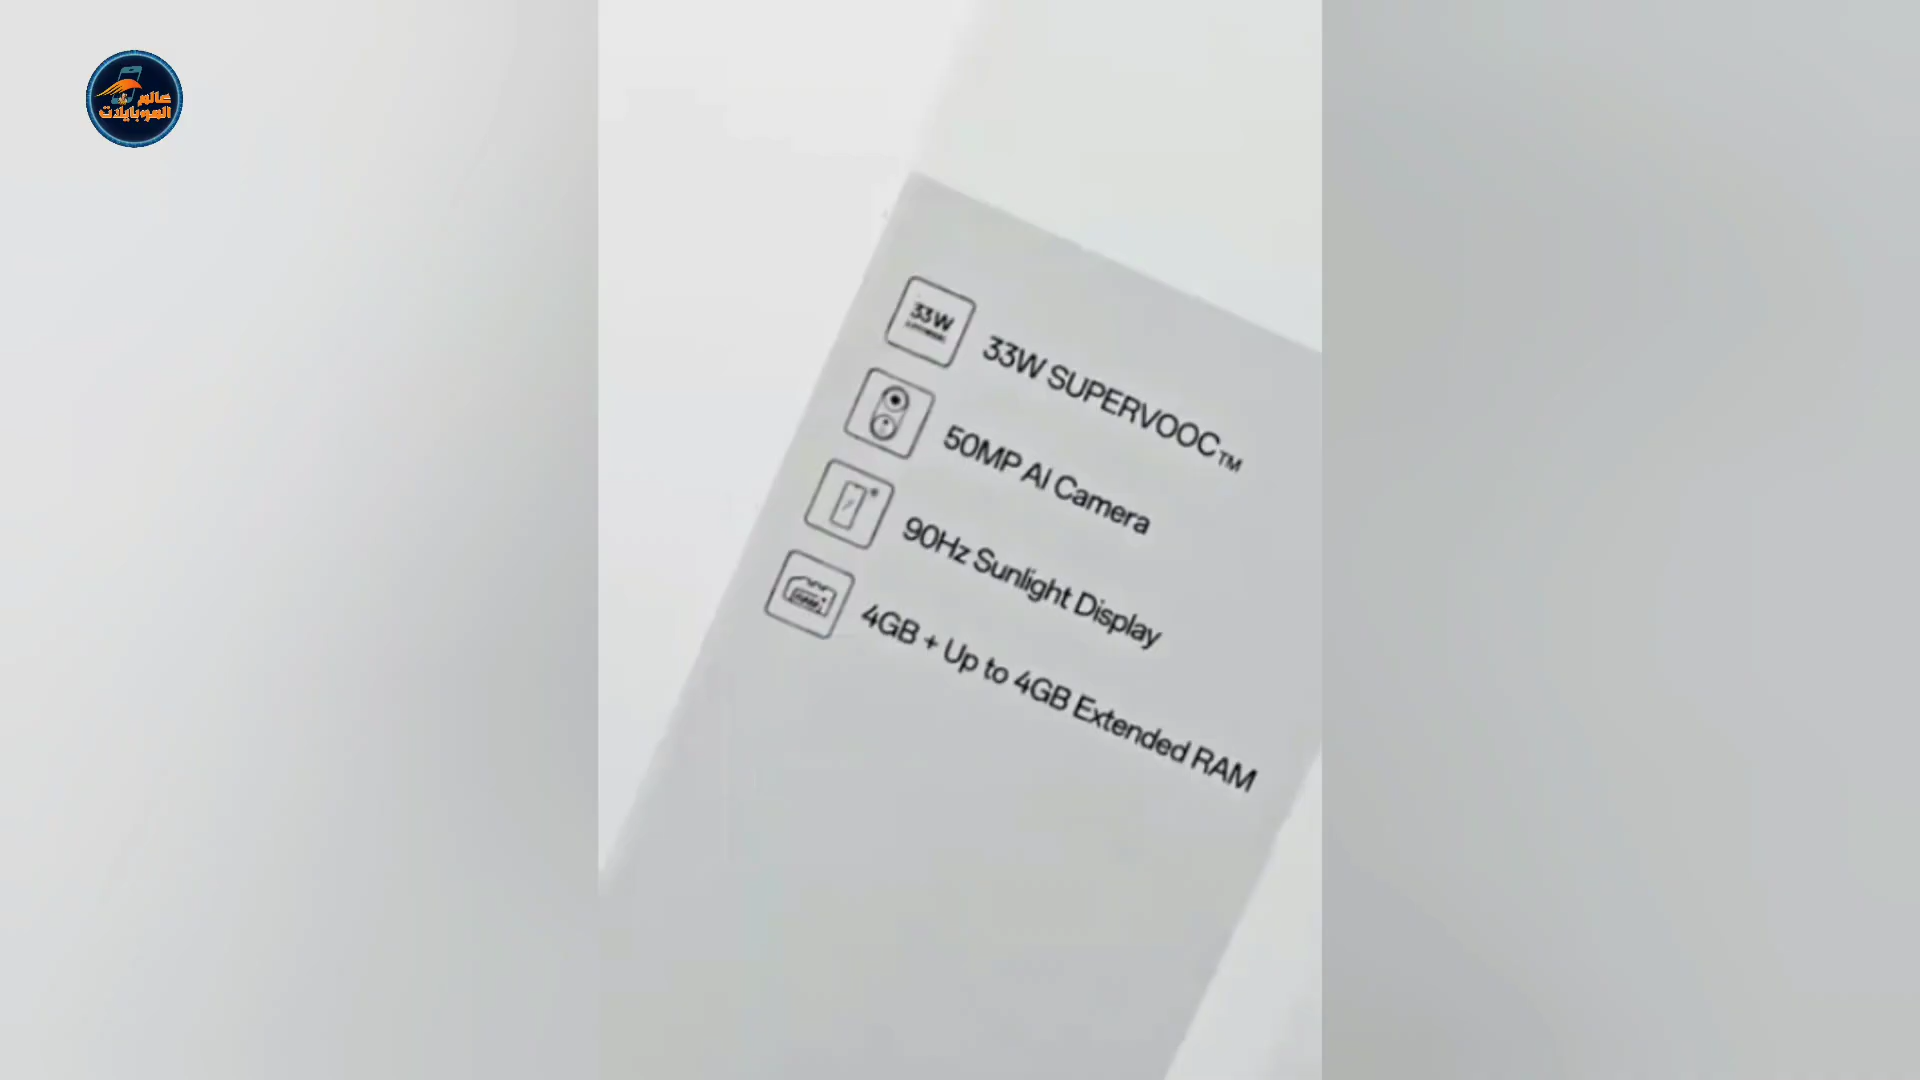 عالم
الموبايلات
33W
33W SUPERVOOC™
50MP AI Camera
90Hz Sunlight Display
4GB + Up to 4GB Extended RAM